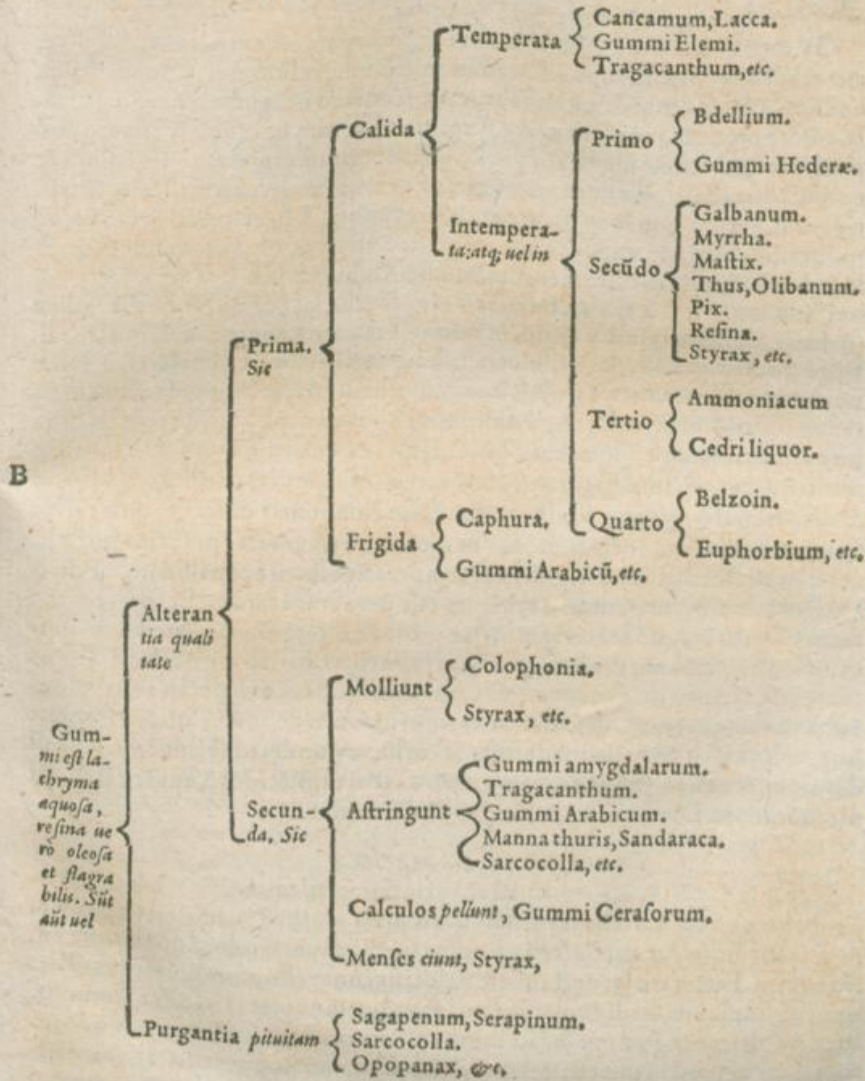 Cancamum, Lacca.
Temperata
Gummi Elemi.
Tragacanthum, etc.
Calida
Bdellium.
Primo
Gummi Hederæ.
Intempera-
ta: atq; uel in
Galbanum.
Myrrha.
Maſtix.
Secūdo
Thus, Olibanum.
Pix.
Reſina.
Styrax, etc.
Prima.
Sic
Ammoniacum
Tertio
Cedri liquor.
B
Belzoin.
Quarto
Euphorbium, etc.
Frigida
Caphura.
Gummi Arabicū, etc.
Alteran
tia quali
tate
Molliunt
Colophonia.
Styrax, etc.
Gum-
mi eſt la-
chryma
aquoſa,
reſina ue
rò oleoſa
et flagra
bilis. Sūt
aūt uel
Secun-
da. Sic
Aſtringunt
Gummi amygdalarum.
Tragacanthum.
Gummi Arabicum.
Manna thuris, Sandaraca.
Sarcocolla, etc.
Calculos pellunt, Gummi Ceraſorum.
Menſes ciunt, Styrax,
Purgantia pituitam
Sagapenum, Serapinum.
Sarcocolla.
Opopanax, &c.